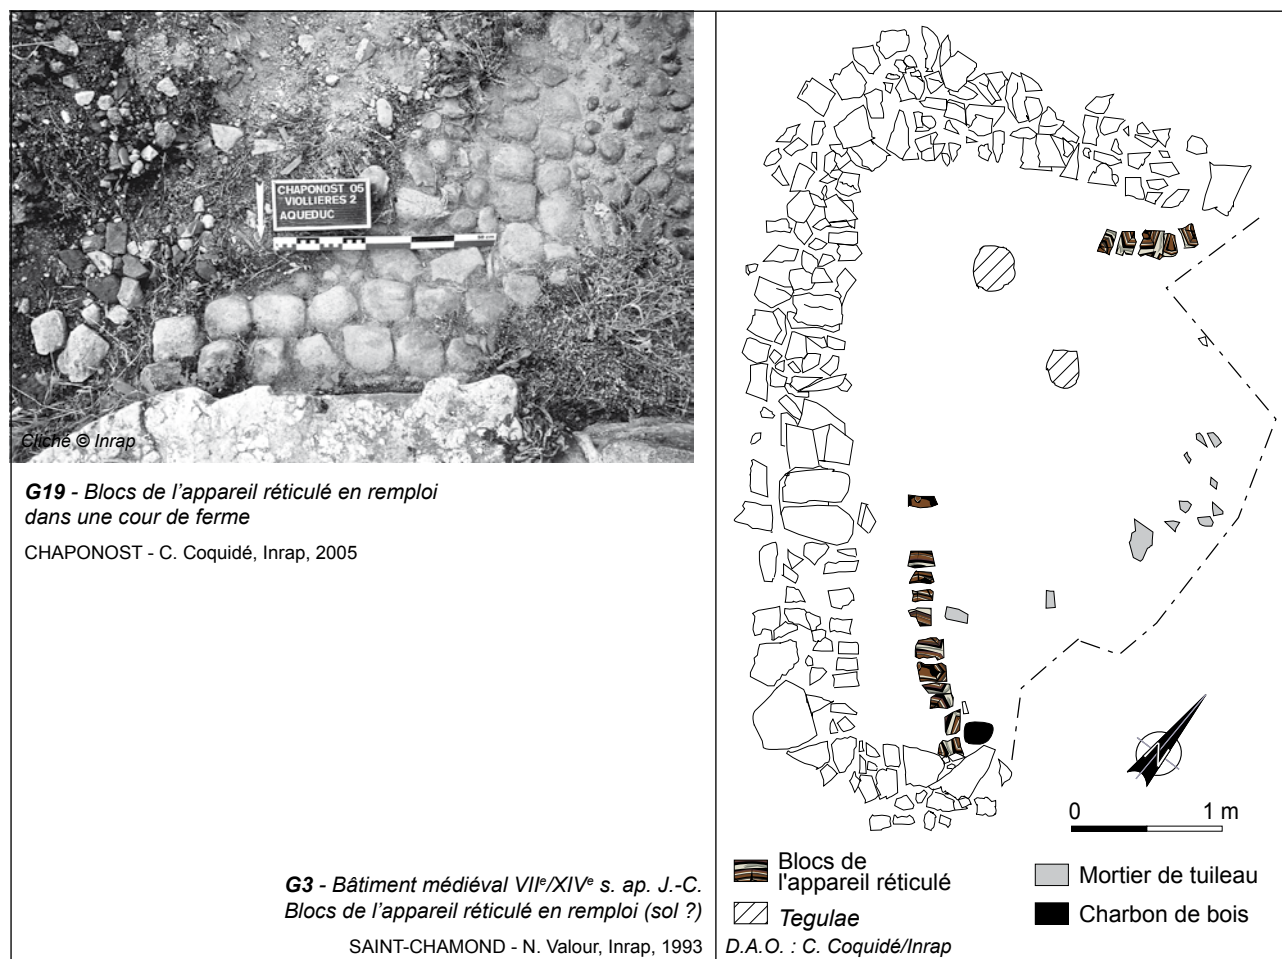 CHAPONOST 05
VIOLLIERES 2
AQUEDUC
50 cm
Cliché © Inrap
G19 - Blocs de l'appareil réticulé en remploi
dans une cour de ferme
CHAPONOST - C. Coquidé, Inrap, 2005
G3 - Bâtiment médiéval VIIᵉ/XIVᵉ s. ap. J.-C.
Blocs de l'appareil réticulé en remploi (sol ?)
SAINT-CHAMOND - N. Valour, Inrap, 1993
N
0 1 m
Blocs de
l'appareil réticulé
Tegulae
Mortier de tuileau
Charbon de bois
D.A.O. : C. Coquidé/Inrap